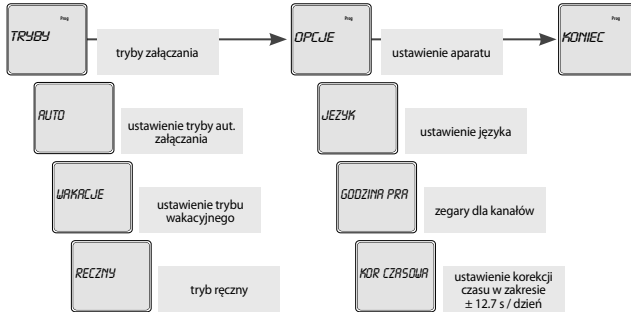 Prog
TRYBY
tryby załączania
Prog
OPCJE
ustawienie aparatu
Prog
KONIEC
AUTO
ustawienie tryby aut.
załączania
WAKACJE
ustawienie trybu
wakacyjnego
RECZNY
tryb ręczny
JEZYK
ustawienie języka
GODZINA PRA
zegary dla kanałów
KOR CZASOWA
ustawienie korekcji
czasu w zakresie
± 12.7 s / dzień